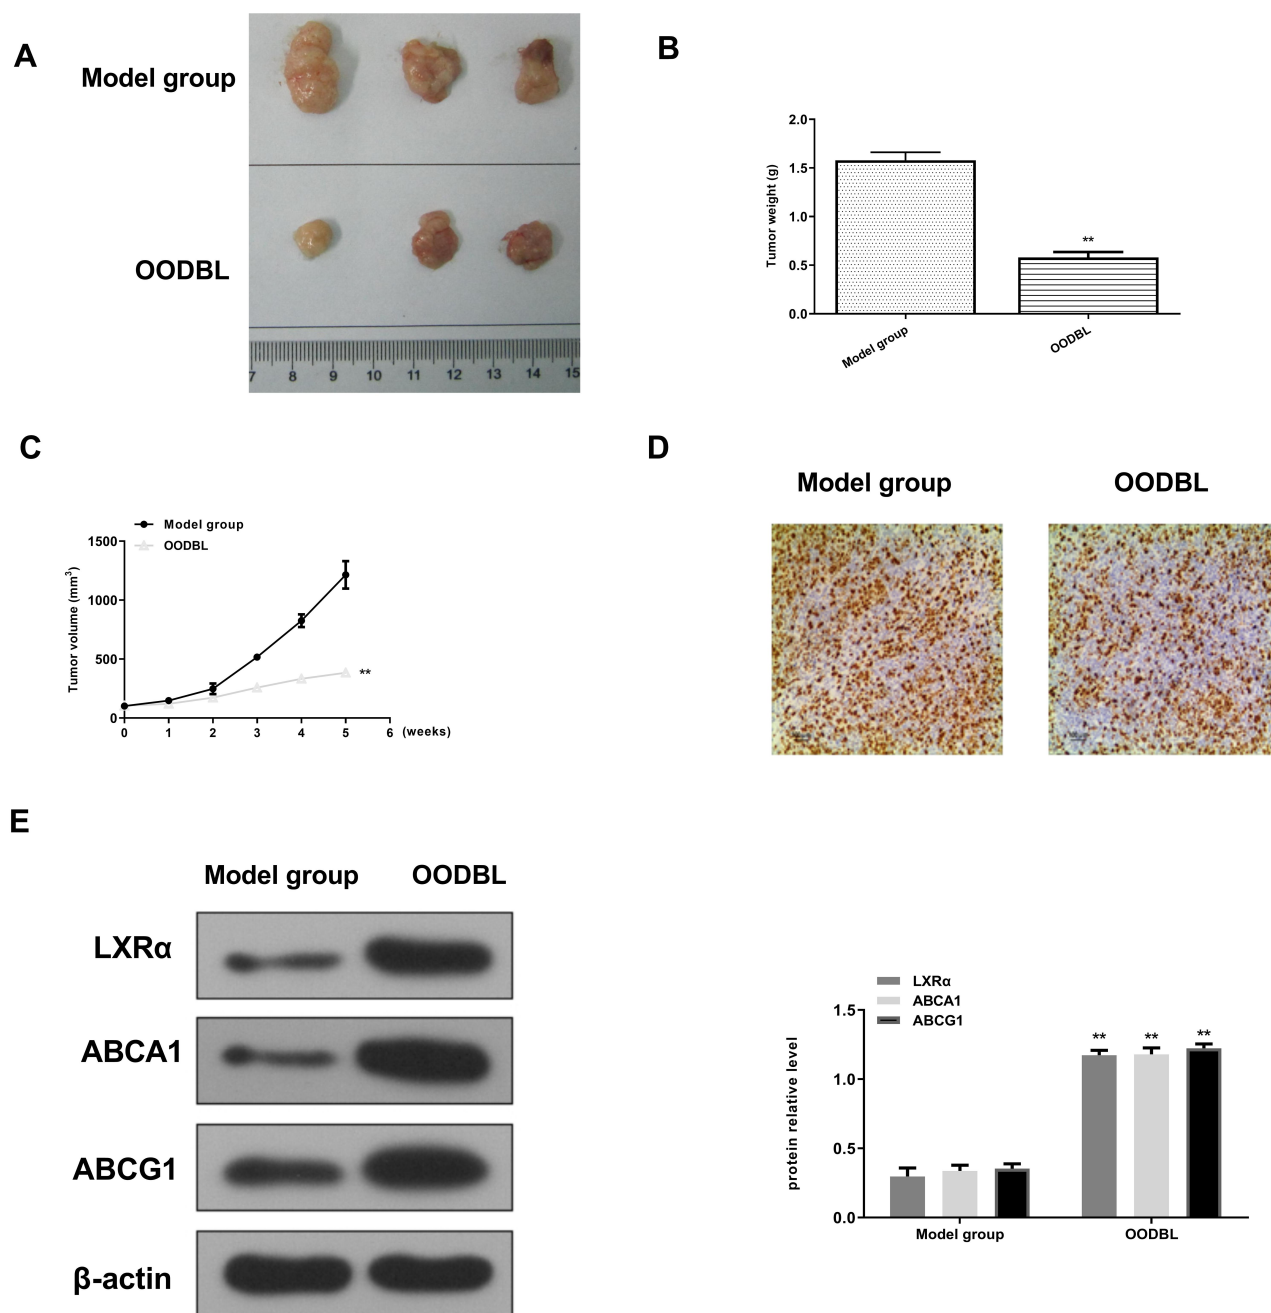 A
Model group
OODBL
7 8 9 10 11 12 13 14 15
B
2.0
1.5
1.0
0.5
0.0
Tumor weight (g)
**
Model group
OODBL
C
Model group
OODBL
1500
1000
500
0
Tumor volume (mm³)
**
0 1 2 3 4 5 6 (weeks)
D
Model group OODBL
E
Model group OODBL
LXRα
ABCA1
ABCG1
β-actin
LXRα
ABCA1
ABCG1
1.5
1.0
0.5
0.0
protein relative level
** ** **
Model group OODBL